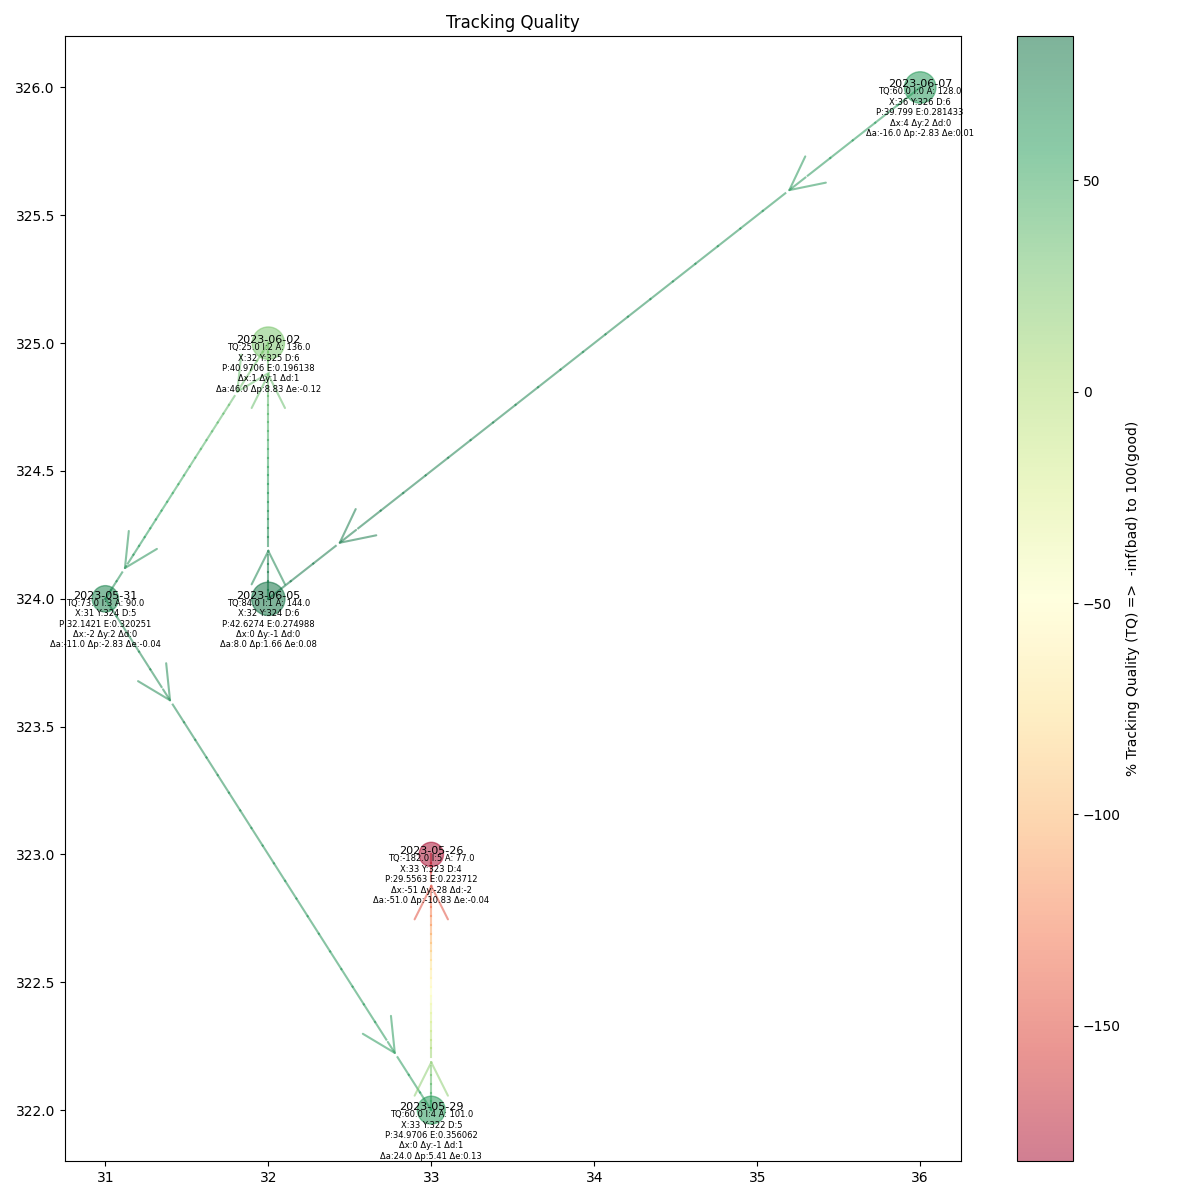 Tracking Quality
326.0
325.5
325.0
324.5
324.0
323.5
323.0
322.5
322.0
31
32
33
34
35
36
2023-06-07
TQ:60.0 I:0 A: 128.0
X:36 Y:326 D:6
P:39.799 E:0.281433
Δx:4 Δy:2 Δd:0
Δa:-16.0 Δp:-2.83 Δe:0.01
2023-06-02
TQ:25.0 I:2 A: 136.0
X:32 Y:325 D:6
P:40.9706 E:0.196138
Δx:1 Δy:1 Δd:1
Δa:46.0 Δp:8.83 Δe:-0.12
2023-05-31
TQ:73.0 I:3 A: 90.0
X:31 Y:324 D:5
P:32.1421 E:0.320251
Δx:-2 Δy:2 Δd:0
Δa:-11.0 Δp:-2.83 Δe:-0.04
2023-06-05
TQ:84.0 I:1 A: 144.0
X:32 Y:324 D:6
P:42.6274 E:0.274988
Δx:0 Δy:-1 Δd:0
Δa:8.0 Δp:1.66 Δe:0.08
2023-05-26
TQ:-182.0 I:5 A: 77.0
X:33 Y:323 D:4
P:29.5563 E:0.223712
Δx:-51 Δy:-28 Δd:-2
Δa:-51.0 Δp:-10.83 Δe:-0.04
2023-05-29
TQ:60.0 I:4 A: 101.0
X:33 Y:322 D:5
P:34.9706 E:0.356062
Δx:0 Δy:-1 Δd:1
Δa:24.0 Δp:5.41 Δe:0.13
50
0
−50
−100
−150
% Tracking Quality (TQ) => -inf(bad) to 100(good)